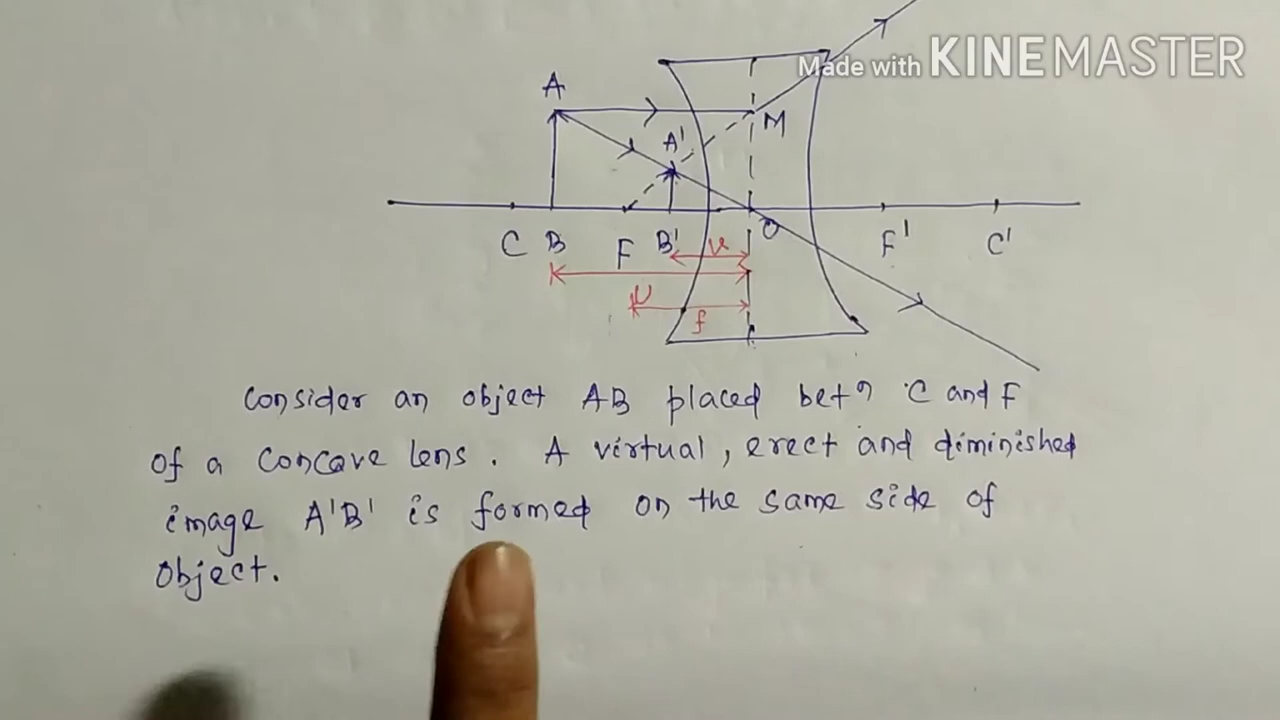 Made with KINEMASTER
A
M
A'
C B F B' O F' C'
v
u
f
Consider an object AB placed betn C and F
of a concave lens. A virtual, erect and diminished
image A'B' is formed on the same side of
object.